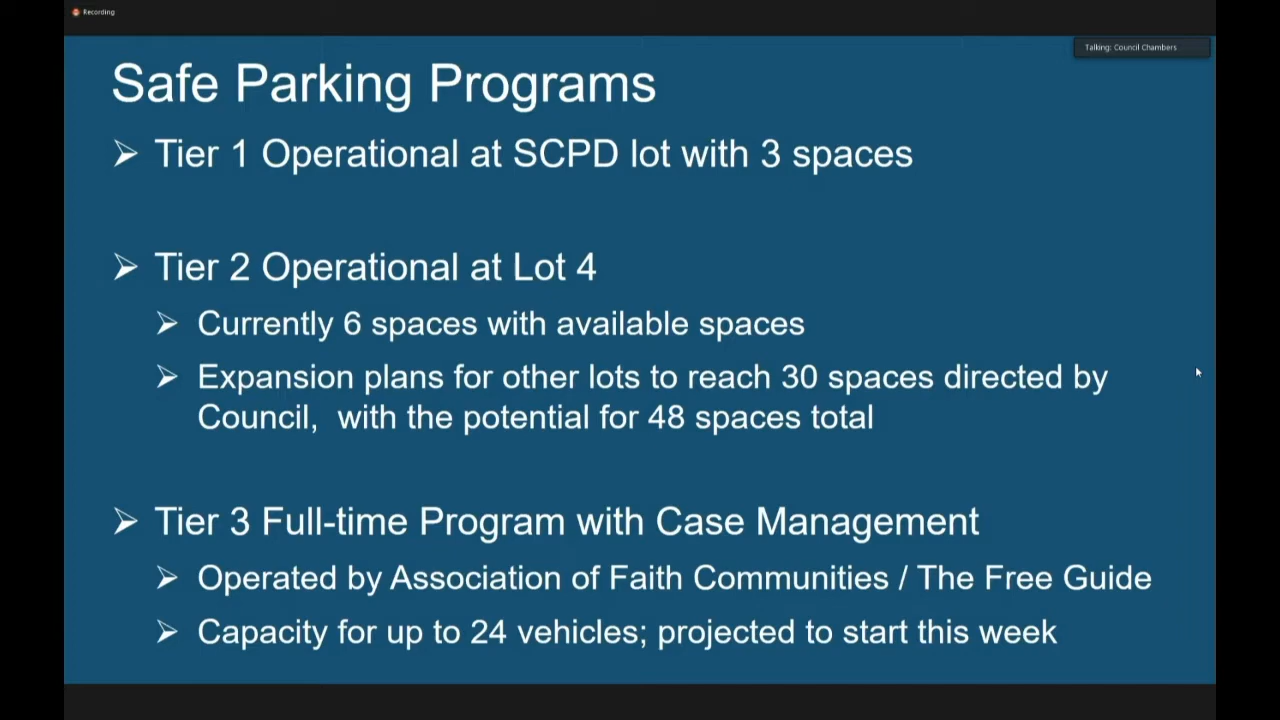 Recording
Talking: Council Chambers
Safe Parking Programs
Tier 1 Operational at SCPD lot with 3 spaces
Tier 2 Operational at Lot 4
Currently 6 spaces with available spaces
Expansion plans for other lots to reach 30 spaces directed by
Council, with the potential for 48 spaces total
Tier 3 Full-time Program with Case Management
Operated by Association of Faith Communities / The Free Guide
Capacity for up to 24 vehicles; projected to start this week